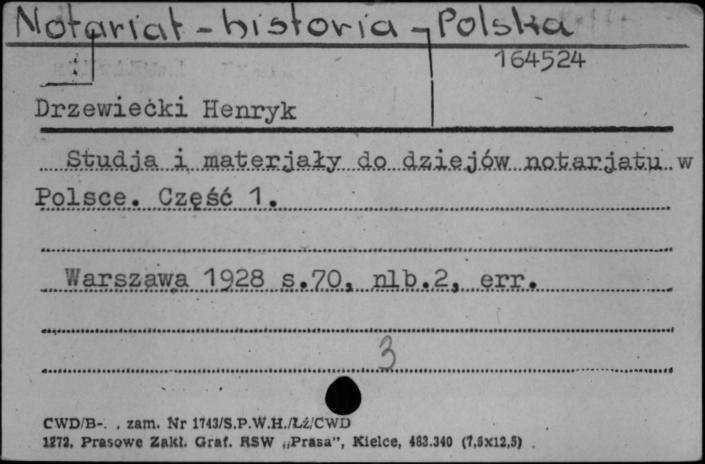 Notariat - historia - Polska
164524
Drzewiećki Henryk
Studja i materjały do dziejów notarjatu w
Polsce. Część 1.
Warszawa 1928 s.70, nlb.2, err.
3
CWD/B-. . zam. Nr 1743/S.P.W.H./Łż/CWD
1272. Prasowe Zakł. Graf. RSW „Prasa”, Kielce, 483.340 (7,5x12,5)